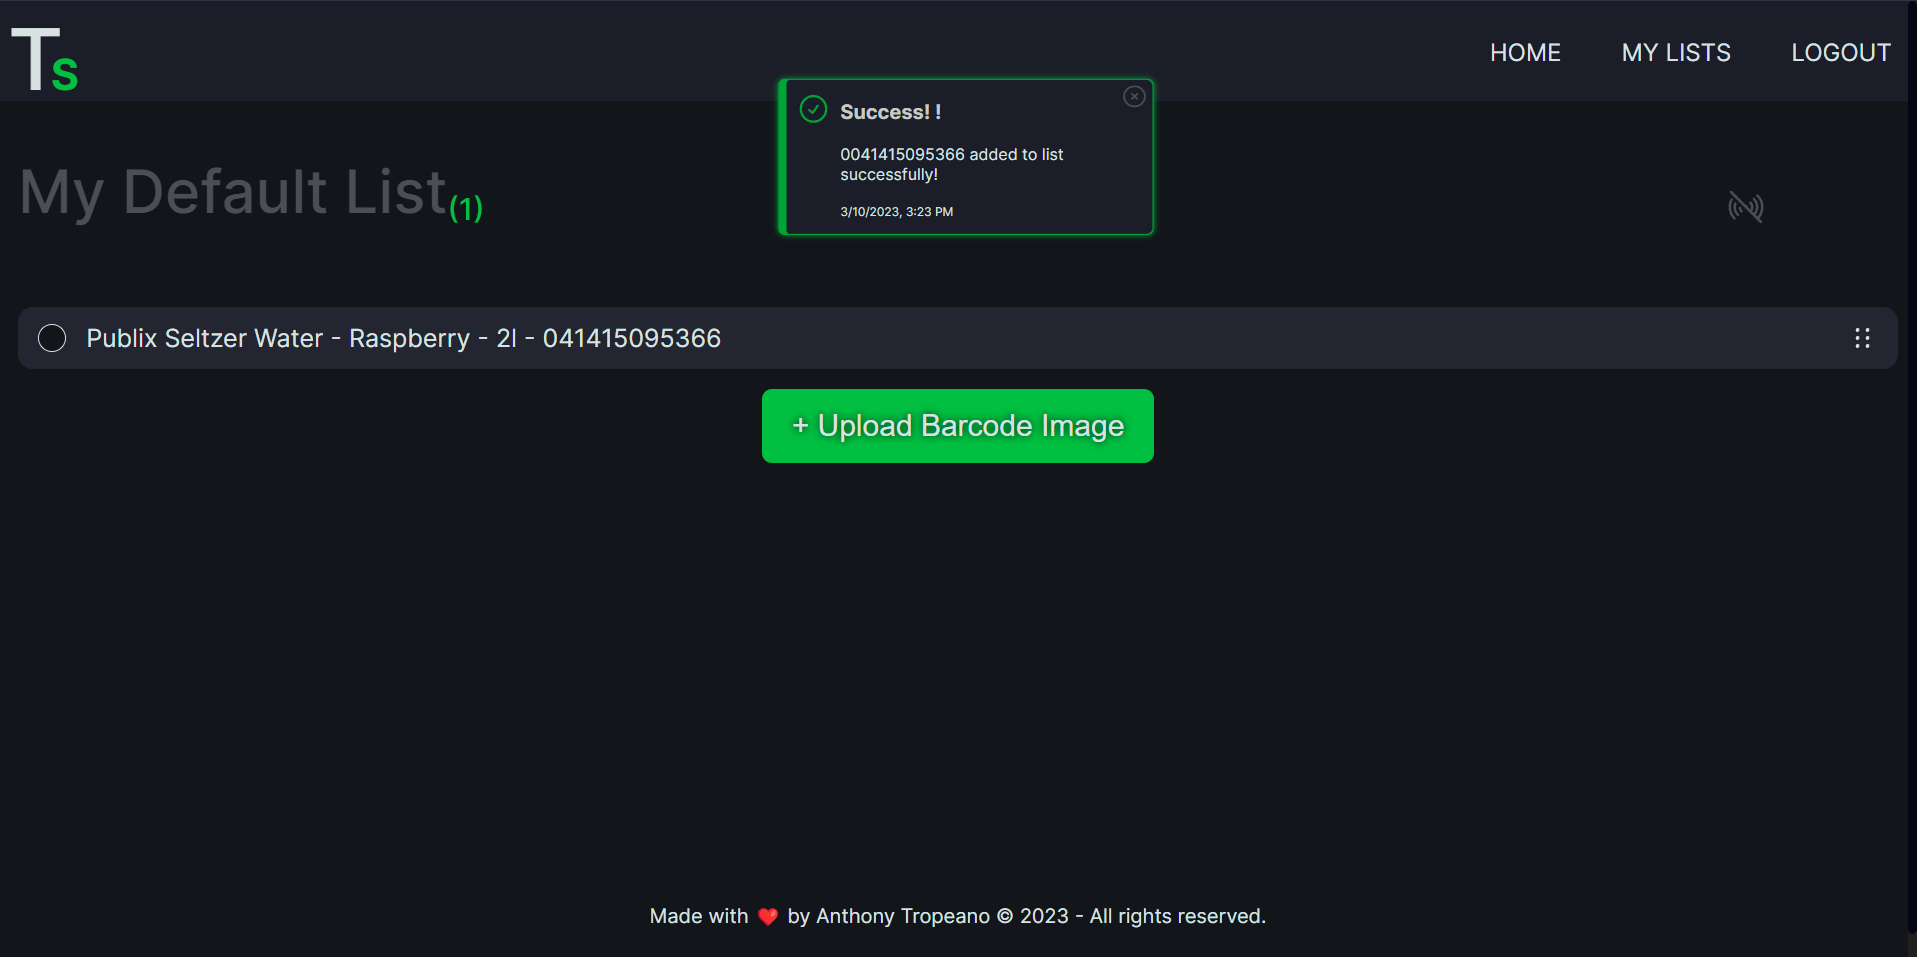 Ts
HOME MY LISTS LOGOUT
Success! !
0041415095366 added to list
successfully!
3/10/2023, 3:23 PM
My Default List(1)
Publix Seltzer Water - Raspberry - 2l - 041415095366
+ Upload Barcode Image
Made with ❤️ by Anthony Tropeano © 2023 - All rights reserved.